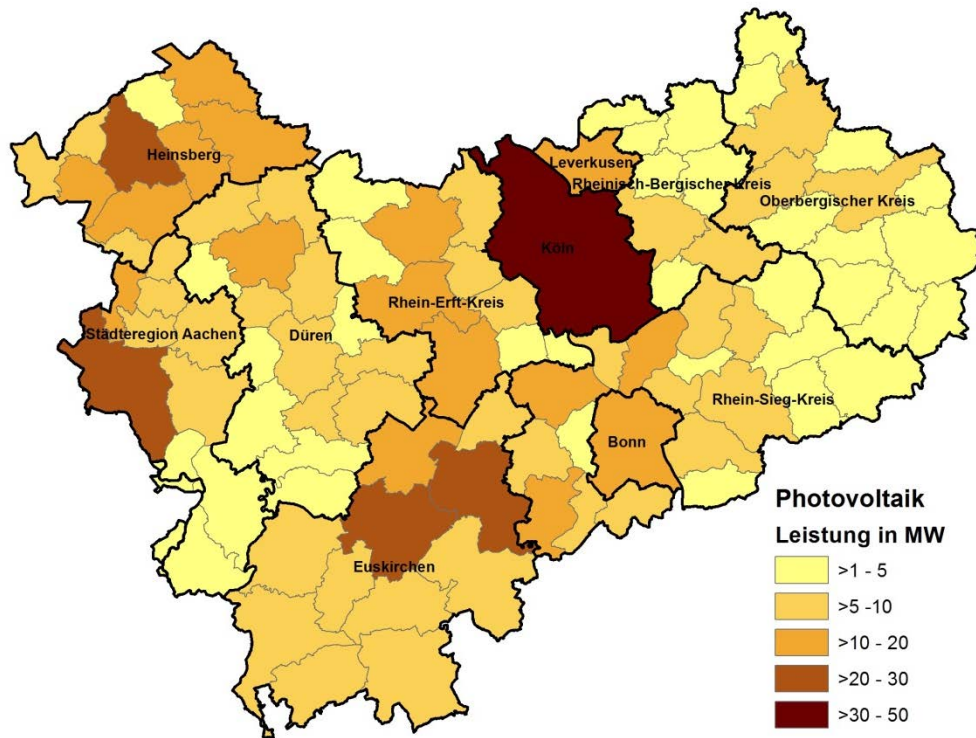 Heinsberg
Leverkusen
Rheinisch-Bergischer Kreis
Oberbergischer Kreis
Köln
Rhein-Erft-Kreis
Städteregion Aachen
Düren
Rhein-Sieg-Kreis
Bonn
Euskirchen
Photovoltaik
Leistung in MW
>1 - 5
>5 -10
>10 - 20
>20 - 30
>30 - 50